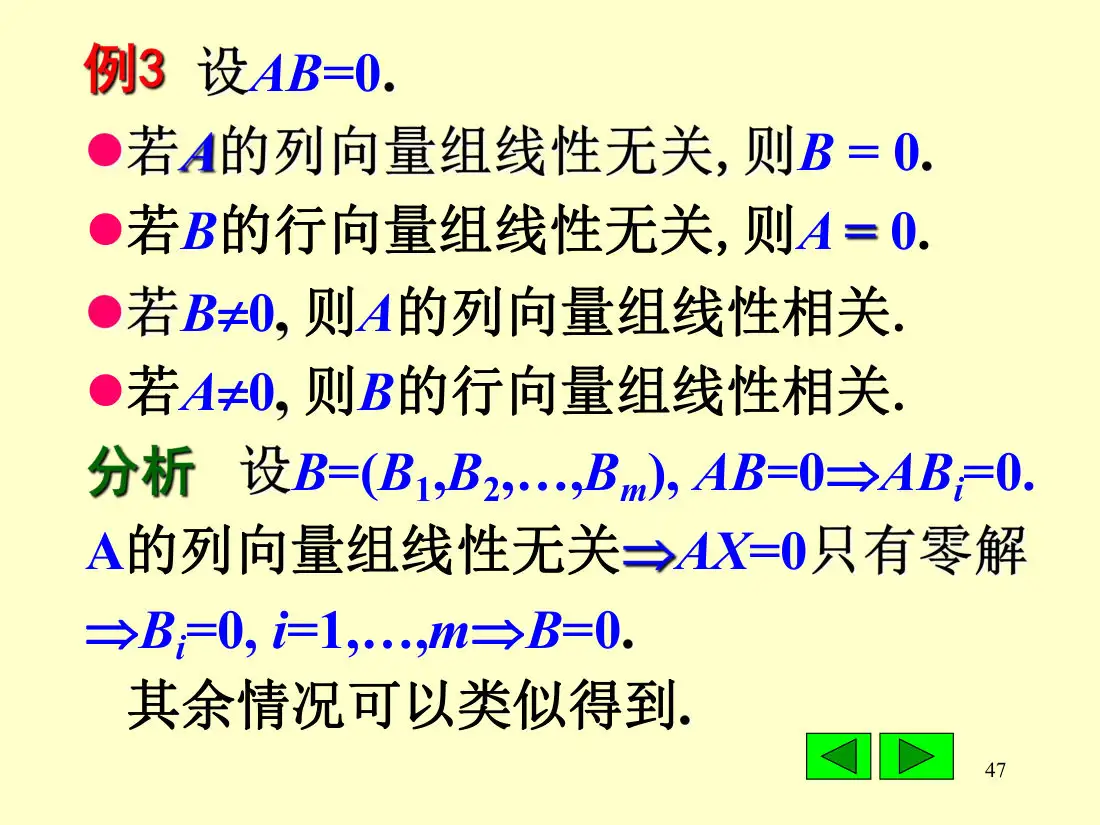 例3 设AB=0.
●若A的列向量组线性无关, 则B = 0.
●若B的行向量组线性无关, 则A = 0.
●若B≠0, 则A的列向量组线性相关.
●若A≠0, 则B的行向量组线性相关.
分析 设B=(B₁,B₂,…,Bₘ), AB=0⇒ABᵢ=0.
A的列向量组线性无关⇒AX=0只有零解
⇒Bᵢ=0, i=1,…,m⇒B=0.
其余情况可以类似得到.
47